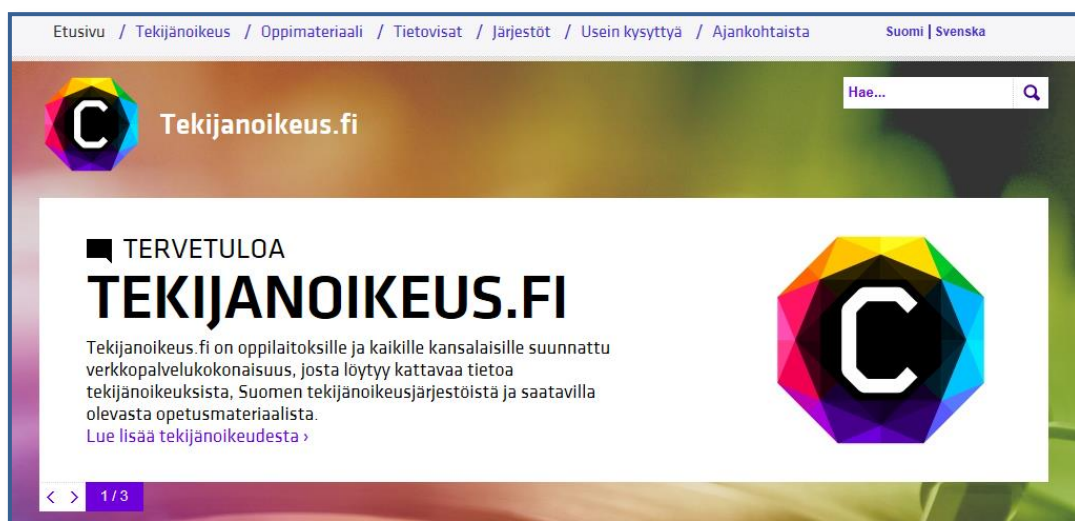 Etusivu / Tekijänoikeus / Oppimateriaali / Tietovisat / Järjestöt / Usein kysyttyä / Ajankohtaista
Suomi | Svenska
Hae...
C
Tekijanoikeus.fi
TERVETULOA
TEKIJANOIKEUS.FI
Tekijanoikeus.fi on oppilaitoksille ja kaikille kansalaisille suunnattu
verkkopalvelukokonaisuus, josta löytyy kattavaa tietoa
tekijänoikeuksista, Suomen tekijänoikeusjärjestöistä ja saatavilla
olevasta opetusmateriaalista.
Lue lisää tekijänoikeudesta ›
C
< > 1 / 3